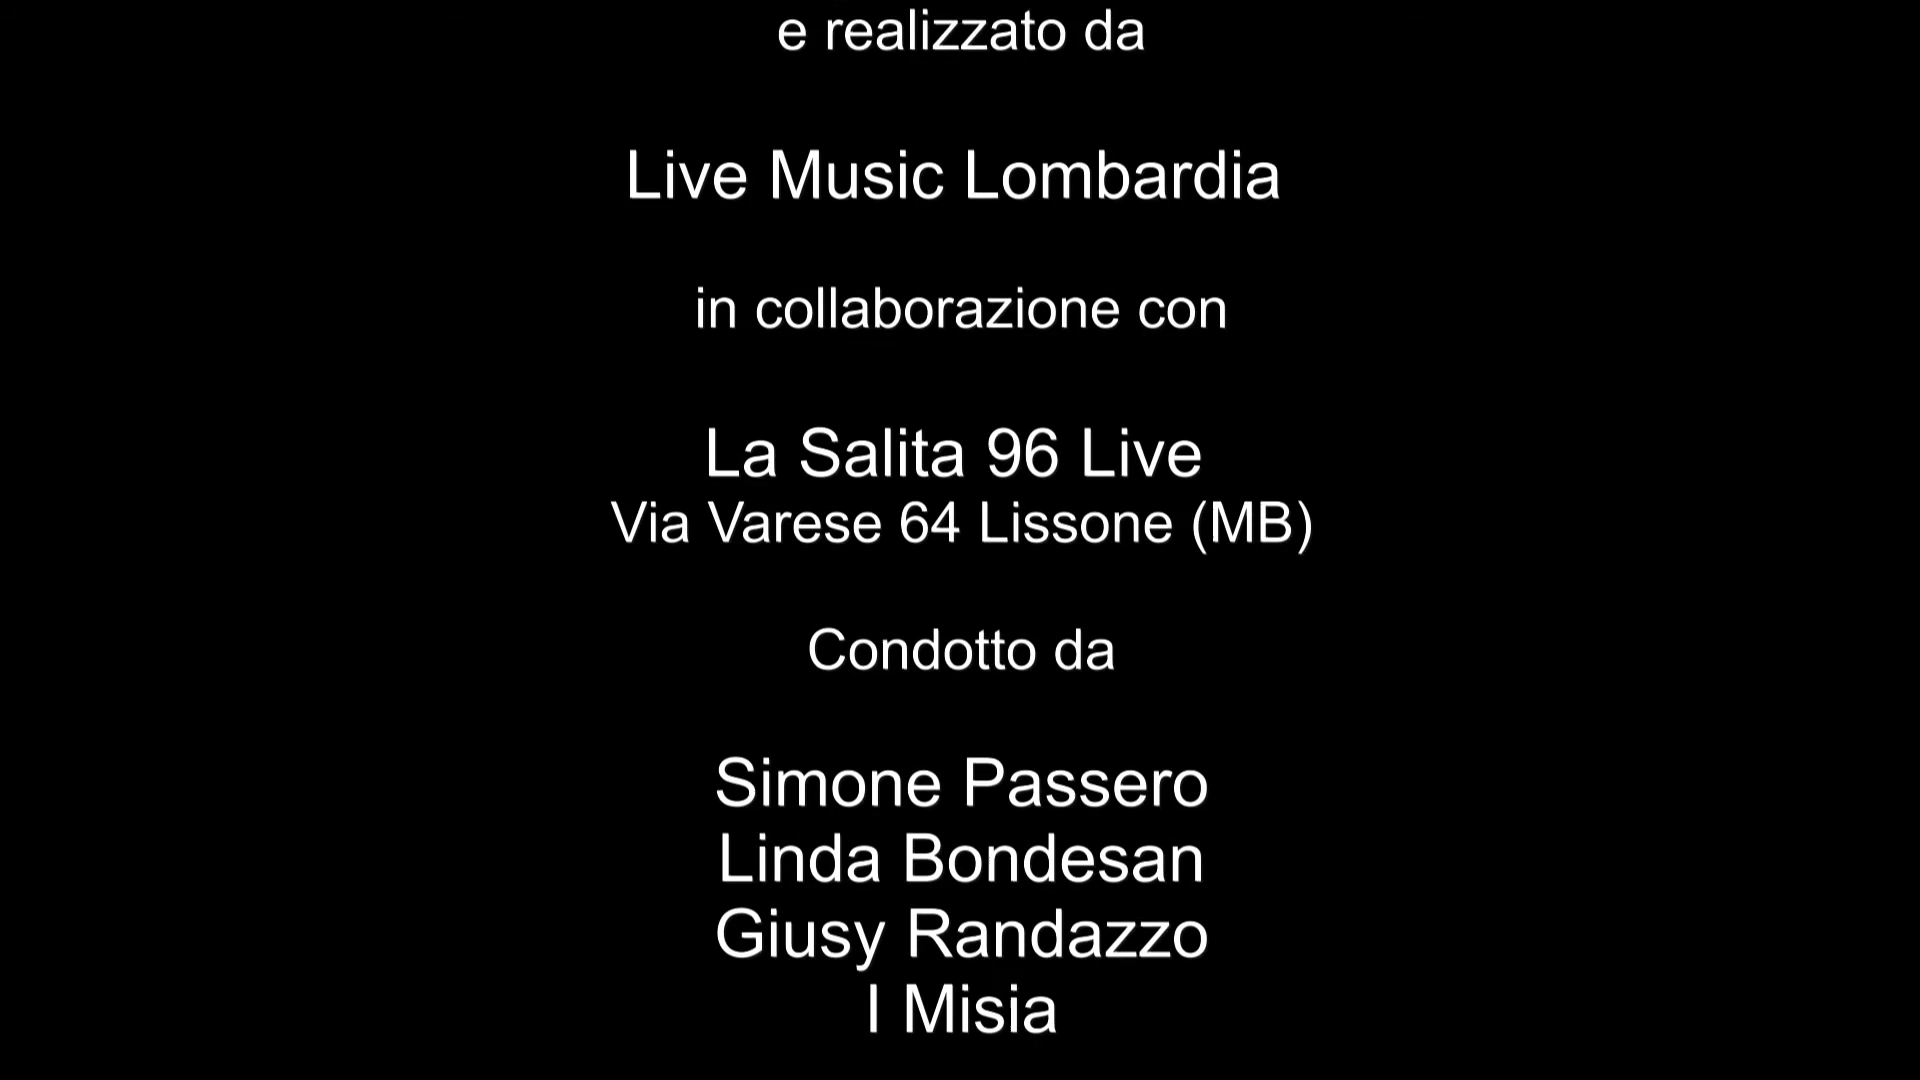 e realizzato da
Live Music Lombardia
in collaborazione con
La Salita 96 Live
Via Varese 64 Lissone (MB)
Condotto da
Simone Passero
Linda Bondesan
Giusy Randazzo
I Misia